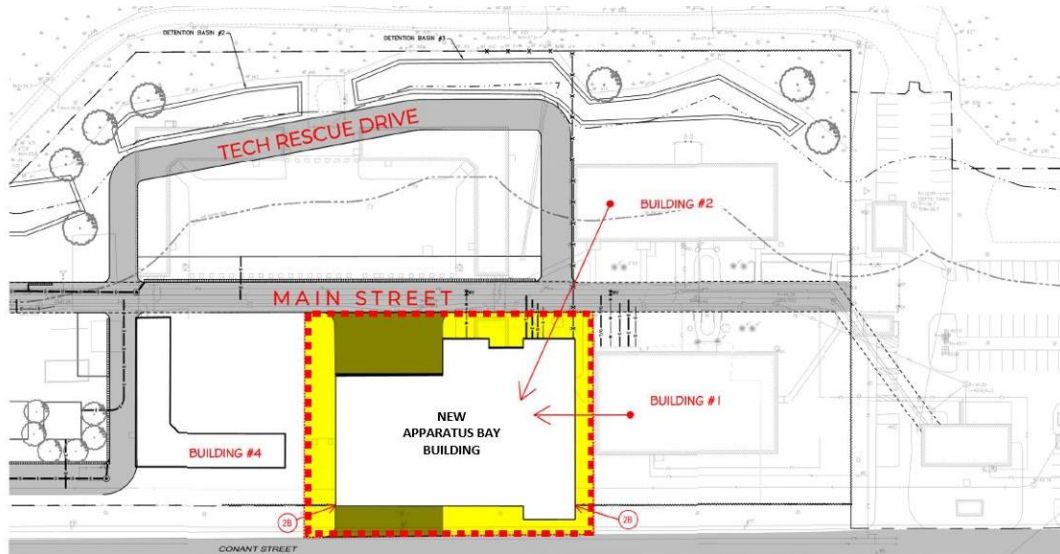 DETENTION BASIN #2
DETENTION BASIN #3
TECH RESCUE DRIVE
BUILDING #2
MAIN STREET
BUILDING #1
NEW
APPARATUS BAY
BUILDING
BUILDING #4
2B
2B
CONANT STREET